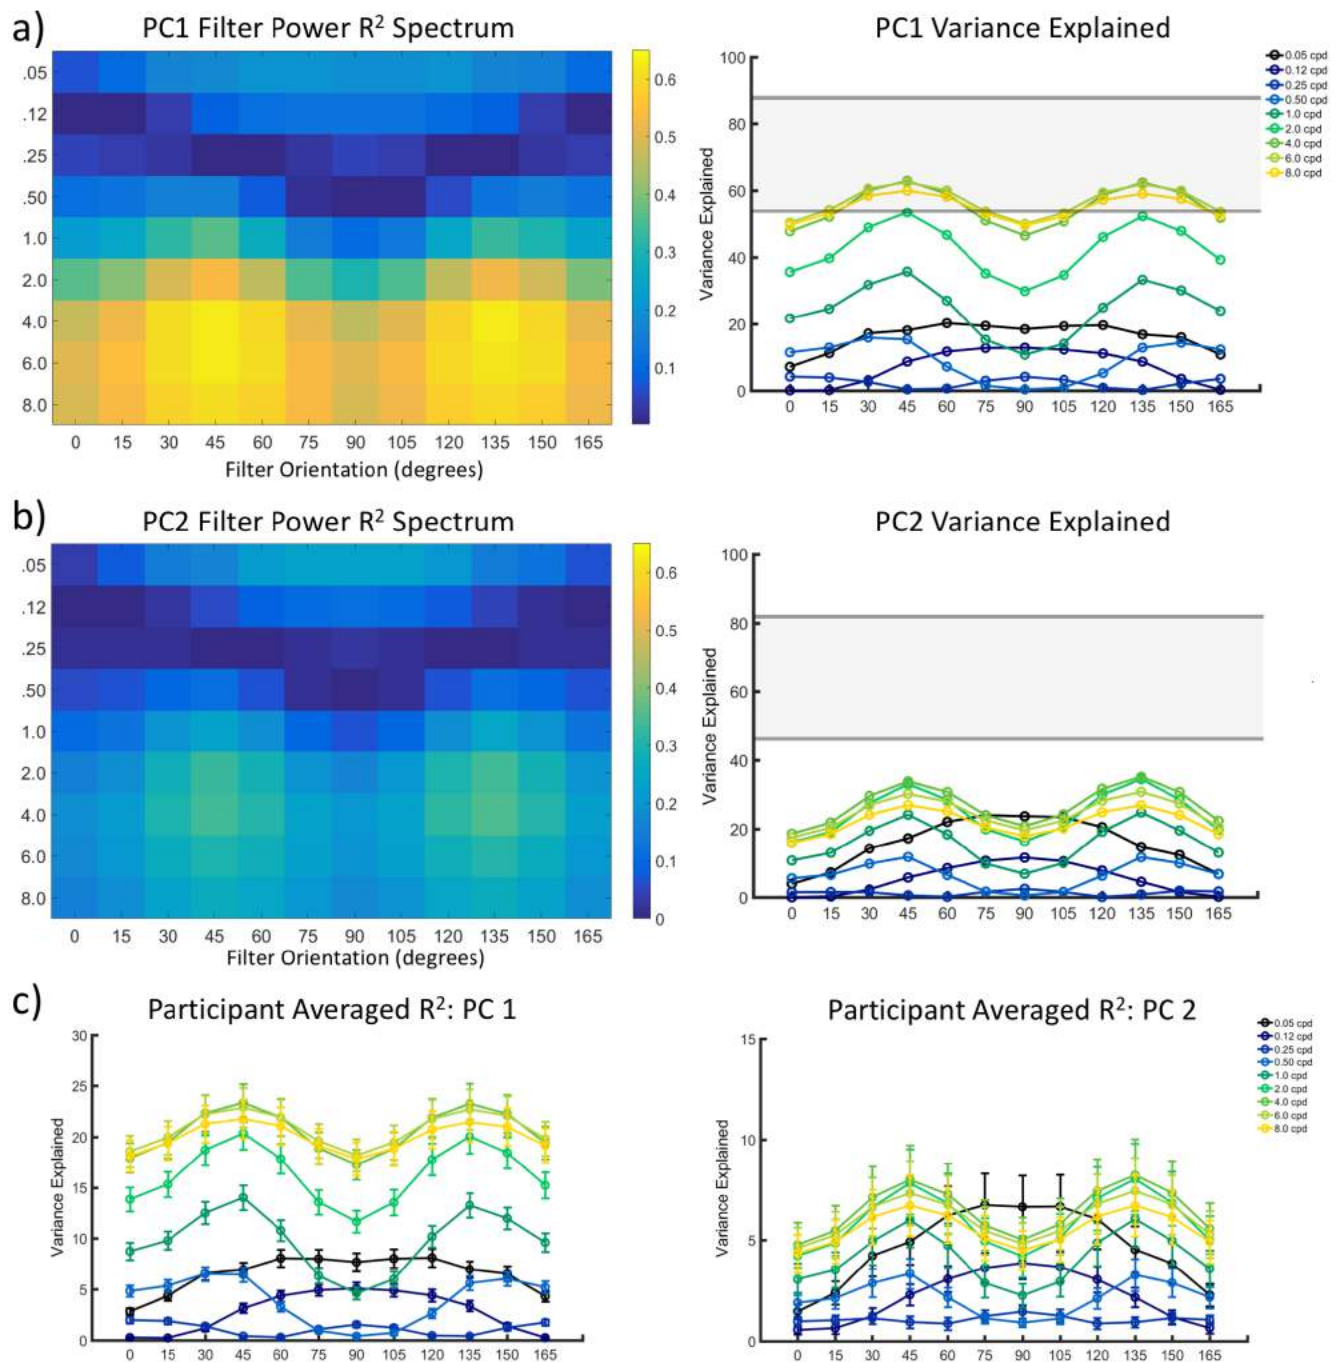 a)
PC1 Filter Power R² Spectrum
.05
.12
.25
.50
1.0
2.0
4.0
6.0
8.0
0 15 30 45 60 75 90 105 120 135 150 165
Filter Orientation (degrees)
0.6
0.5
0.4
0.3
0.2
0.1
PC1 Variance Explained
Variance Explained
100
80
60
40
20
0
0 15 30 45 60 75 90 105 120 135 150 165
0.05 cpd
0.12 cpd
0.25 cpd
0.50 cpd
1.0 cpd
2.0 cpd
4.0 cpd
6.0 cpd
8.0 cpd
b)
PC2 Filter Power R² Spectrum
.05
.12
.25
.50
1.0
2.0
4.0
6.0
8.0
0 15 30 45 60 75 90 105 120 135 150 165
Filter Orientation (degrees)
0.6
0.5
0.4
0.3
0.2
0.1
0
PC2 Variance Explained
Variance Explained
100
80
60
40
20
0
0 15 30 45 60 75 90 105 120 135 150 165
c)
Participant Averaged R²: PC 1
Variance Explained
30
25
20
15
10
5
0
0 15 30 45 60 75 90 105 120 135 150 165
Participant Averaged R²: PC 2
Variance Explained
15
10
5
0
0 15 30 45 60 75 90 105 120 135 150 165
0.05 cpd
0.12 cpd
0.25 cpd
0.50 cpd
1.0 cpd
2.0 cpd
4.0 cpd
6.0 cpd
8.0 cpd